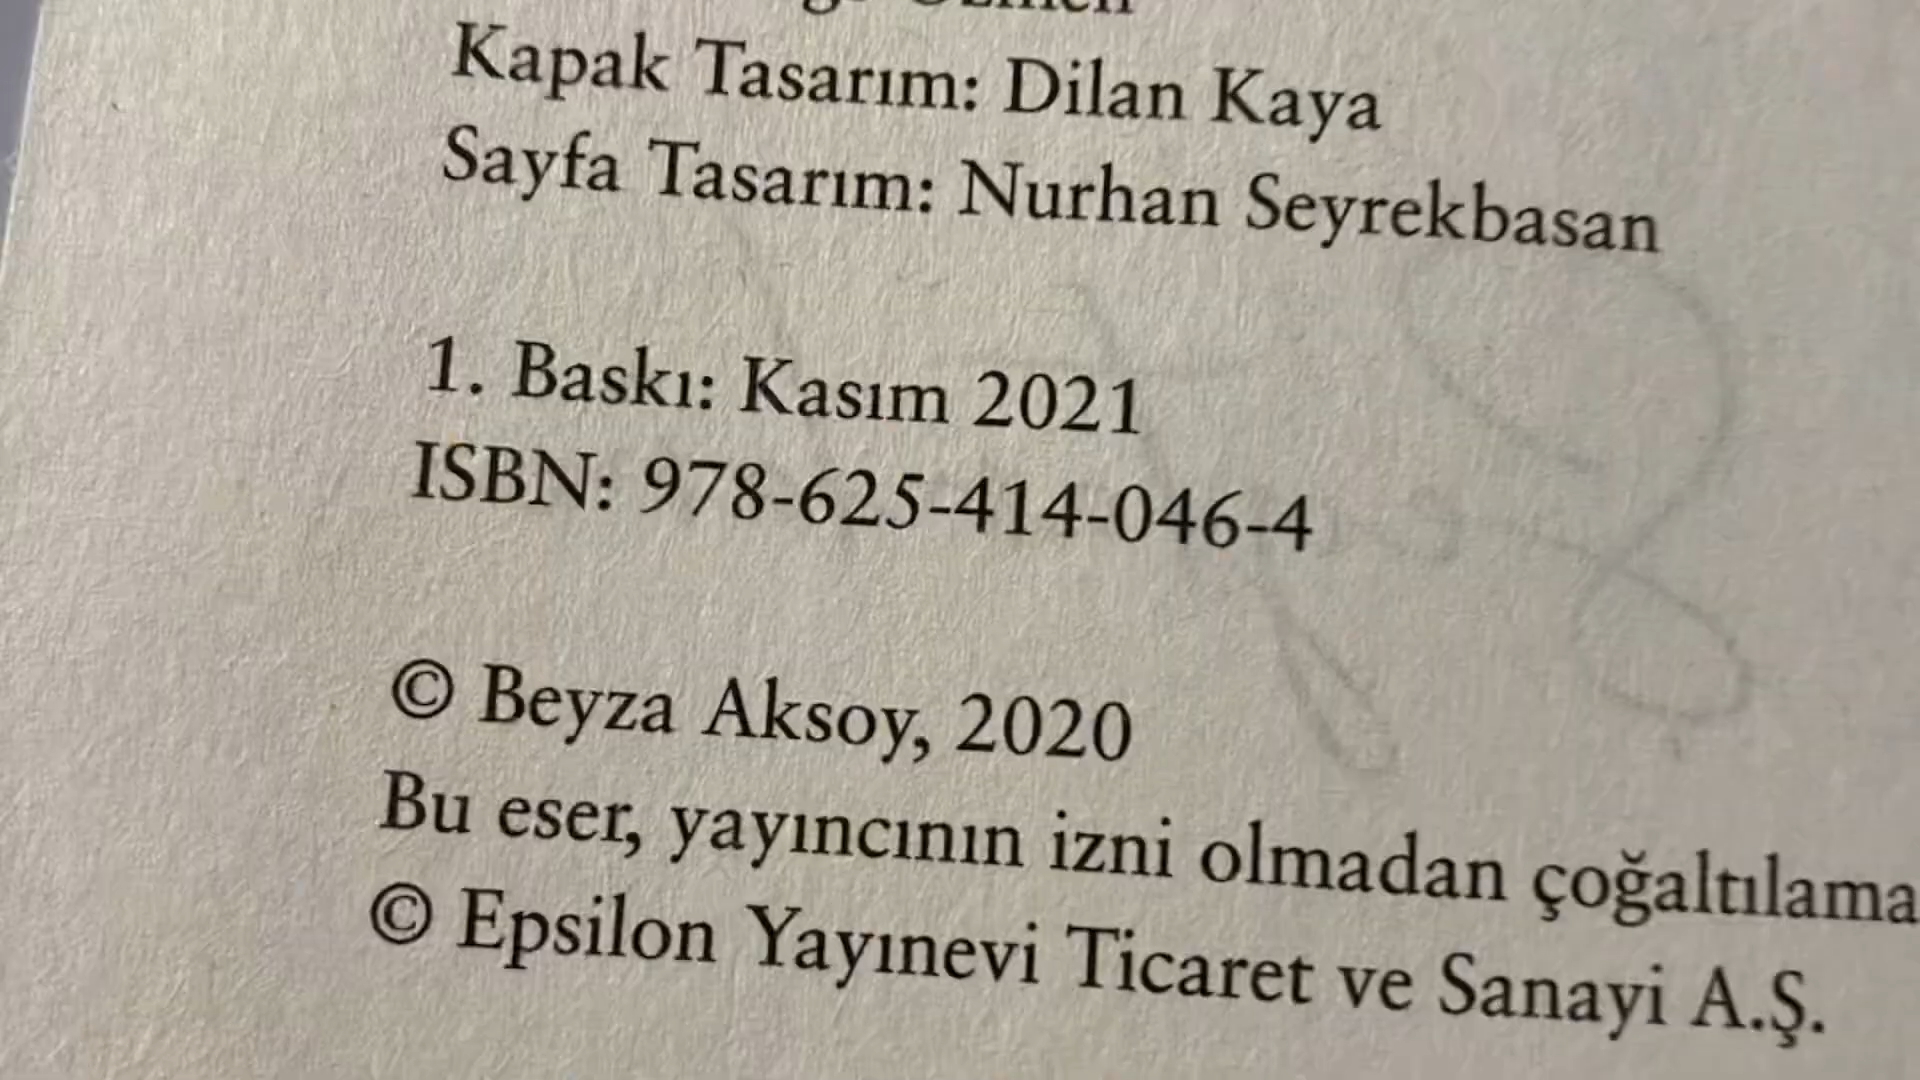 Kapak Tasarım: Dilan Kaya
Sayfa Tasarım: Nurhan Seyrekbasan
1. Baskı: Kasım 2021
ISBN: 978-625-414-046-4
© Beyza Aksoy, 2020
Bu eser, yayıncının izni olmadan çoğaltılama
© Epsilon Yayınevi Ticaret ve Sanayi A.Ş.